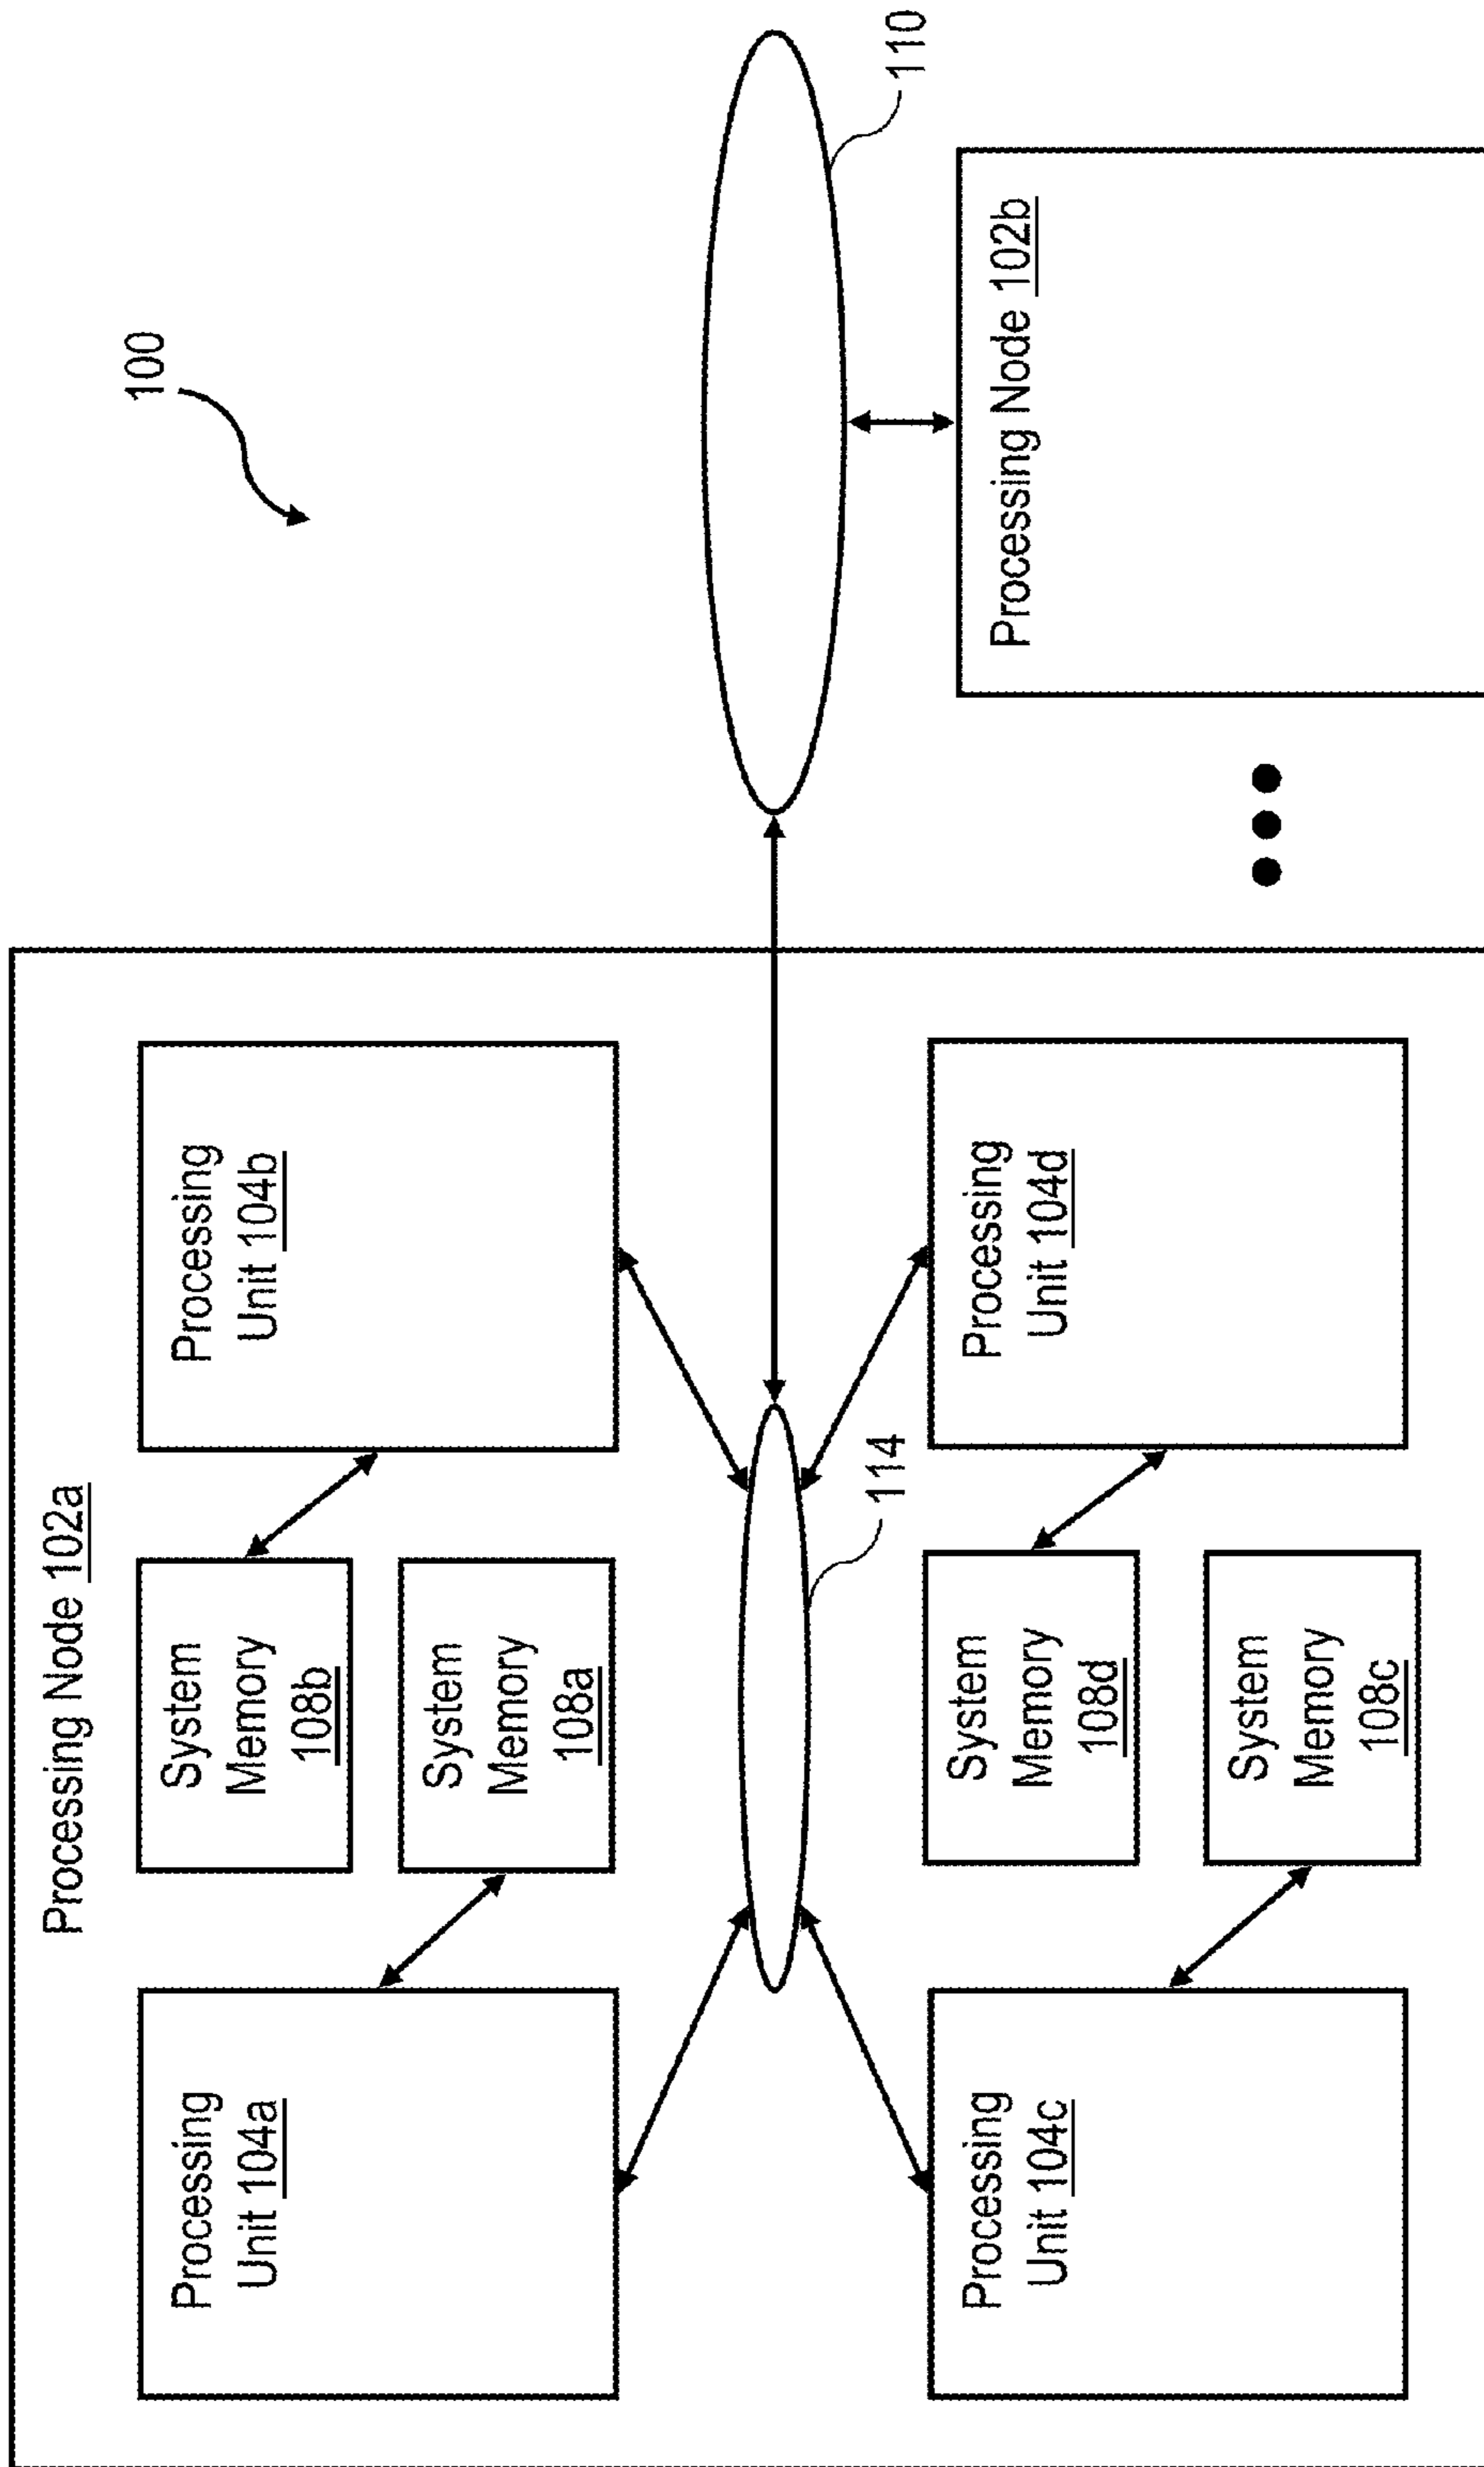 100
Processing Node 102a
Processing
Unit 104a
System
Memory
108b
System
Memory
108a
Processing
Unit 104b
114
110
Processing
Unit 104c
System
Memory
108d
System
Memory
108c
Processing
Unit 104d
Processing Node 102b